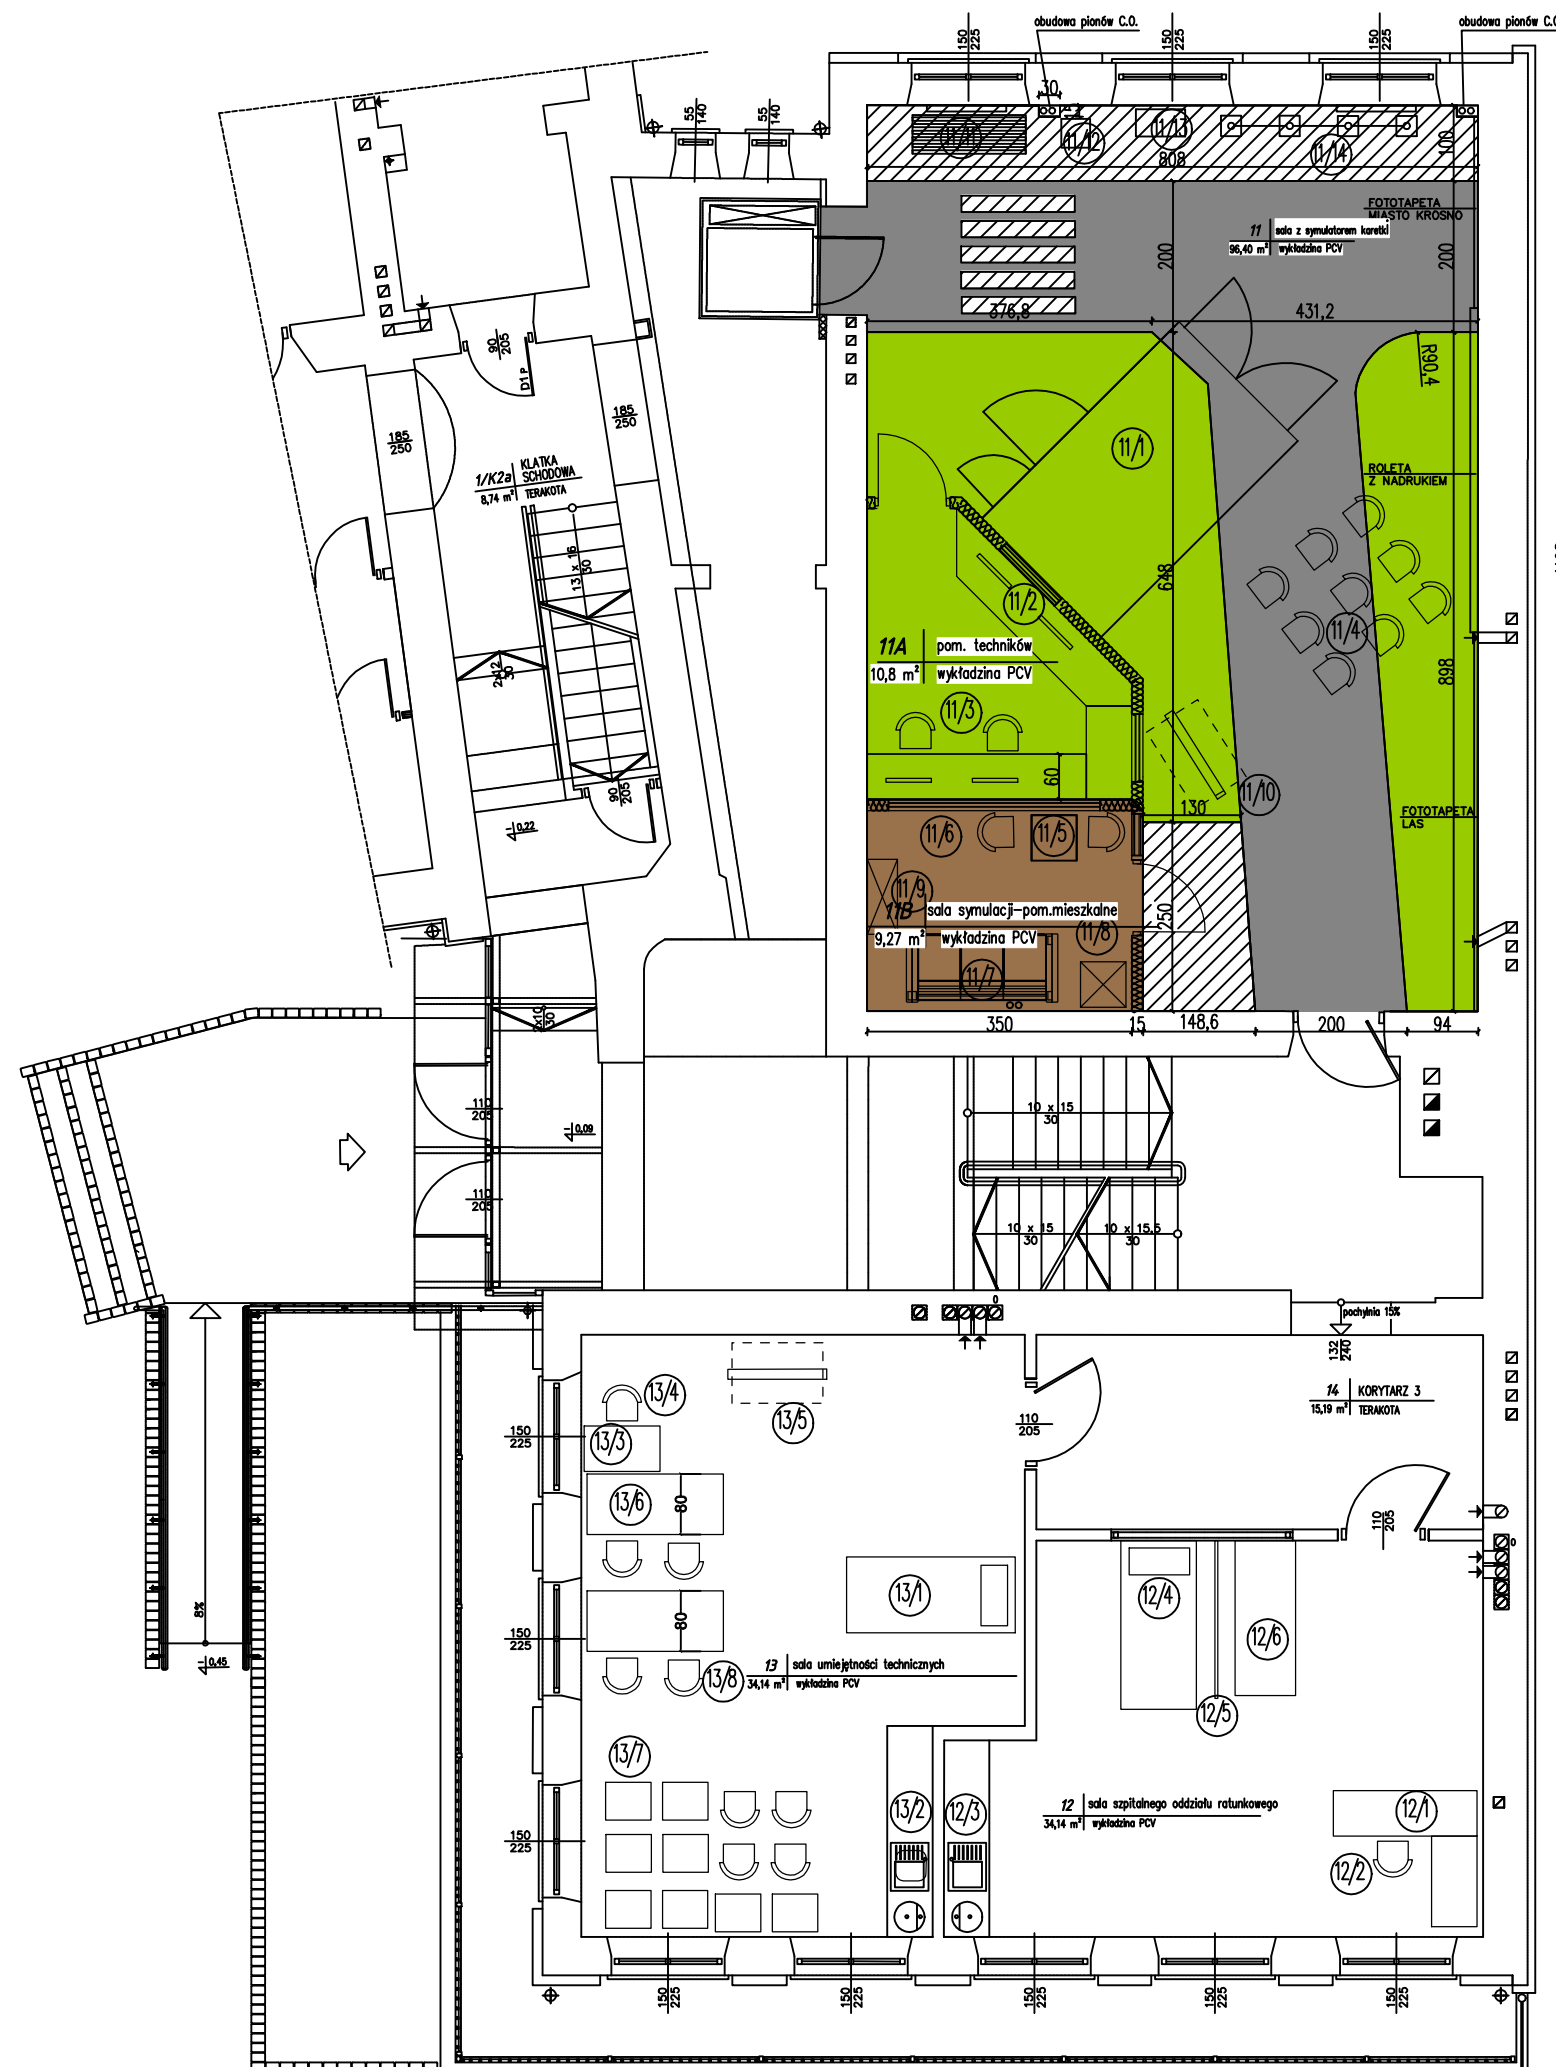 obudowa pionów C.O.
obudowa pionów C.O
150
225
150
225
150
225
55
140
55
140
30
11/11
11/12
11/13
11/14
808
100
FOTOTAPETA
MIASTO KROSNO
11
sala z symulatorem karetki
96,40 m²
wykładzina PCV
200
200
376,8
431,2
R90,4
90
205
D1P
185
250
185
250
1/K2a
KLATKA
SCHODOWA
8,74 m²
TERAKOTA
11/1
ROLETA
Z NADRUKIEM
13 x 16
30
648
11/2
11/4
11A
pom. techników
10,8 m²
wykładzina PCV
2x12
30
898
11/3
60
90
205
11/10
130
FOTOTAPETA
LAS
- 0,22
11/6
11/5
11/9
11B
sala symulacji-pom.mieszkalne
9,27 m²
wykładzina PCV
11/8
250
11/7
2x10
30
350
15
148,6
200
94
110
205
- 0,09
10 x 15
30
110
205
10 x 15
30
10 x 15,5
30
0
pochylnia 15%
132
240
13/4
13/5
14
KORYTARZ 3
15,19 m²
TERAKOTA
110
205
150
225
13/3
13/6
80
110
205
0
13/1
12/4
8%
80
12/6
150
225
- 0,45
13/8
13
sala umiejętności technicznych
34,14 m²
wykładzina PCV
12/5
13/7
13/2
12/3
12
sala szpitalnego oddziału ratunkowego
34,14 m²
wykładzina PCV
12/1
150
225
12/2
150
225
150
225
150
225
150
225
150
225